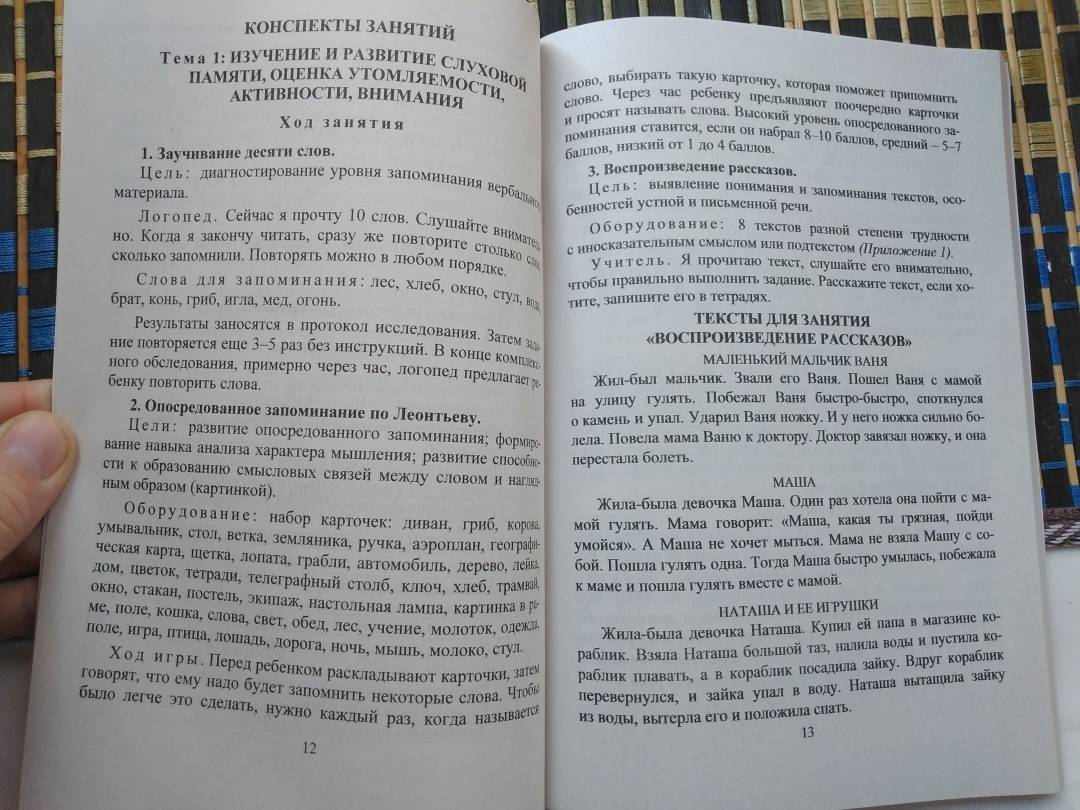 КОНСПЕКТЫ ЗАНЯТИЙ
Тема 1: ИЗУЧЕНИЕ И РАЗВИТИЕ СЛУХОВОЙ
ПАМЯТИ, ОЦЕНКА УТОМЛЯЕМОСТИ,
АКТИВНОСТИ, ВНИМАНИЯ
Ход занятия
1. Заучивание десяти слов.
Цель: диагностирование уровня запоминания вербального
материала.
Логопед. Сейчас я прочту 10 слов. Слушайте вниматель-
но. Когда я закончу читать, сразу же повторите столько слов,
сколько запомнили. Повторять можно в любом порядке.
Слова для запоминания: лес, хлеб, окно, стул, вода,
брат, конь, гриб, игла, мед, огонь.
Результаты заносятся в протокол исследования. Затем зада-
ние повторяется еще 3–5 раз без инструкций. В конце комплекс-
ного обследования, примерно через час, логопед предлагает ре-
бенку повторить слова.
2. Опосредованное запоминание по Леонтьеву.
Цели: развитие опосредованного запоминания; формиро-
вание навыка анализа характера мышления; развитие способно-
сти к образованию смысловых связей между словом и нагляд-
ным образом (картинкой).
Оборудование: набор карточек: диван, гриб, корова,
умывальник, стол, ветка, земляника, ручка, аэроплан, географи-
ческая карта, щетка, лопата, грабли, автомобиль, дерево, лейка,
дом, цветок, тетради, телеграфный столб, ключ, хлеб, трамвай,
окно, стакан, постель, экипаж, настольная лампа, картинка в ра-
ме, поле, кошка, слова, свет, обед, лес, учение, молоток, одежда,
поле, игра, птица, лошадь, дорога, ночь, мышь, молоко, стул.
Ход игры. Перед ребенком раскладывают карточки, затем
говорят, что ему надо будет запомнить некоторые слова. Чтобы
было легче это сделать, нужно каждый раз, когда называется
12
слово, выбирать такую карточку, которая поможет припомнить
слово. Через час ребенку предъявляют поочередно карточки
и просят называть слова. Высокий уровень опосредованного за-
поминания ставится, если он набрал 8–10 баллов, средний – 5–7
баллов, низкий от 1 до 4 баллов.
3. Воспроизведение рассказов.
Цель: выявление понимания и запоминания текстов, осо-
бенностей устной и письменной речи.
Оборудование: 8 текстов разной степени трудности
с иносказательным смыслом или подтекстом (Приложение 1).
Учитель. Я прочитаю текст, слушайте его внимательно,
чтобы правильно выполнить задание. Расскажите текст, если хо-
тите, запишите его в тетрадях.
ТЕКСТЫ ДЛЯ ЗАНЯТИЯ
«ВОСПРОИЗВЕДЕНИЕ РАССКАЗОВ»
МАЛЕНЬКИЙ МАЛЬЧИК ВАНЯ
Жил-был мальчик. Звали его Ваня. Пошел Ваня с мамой
на улицу гулять. Побежал Ваня быстро-быстро, споткнулся
о камень и упал. Ударил Ваня ножку. И у него ножка сильно бо-
лела. Повела мама Ваню к доктору. Доктор завязал ножку, и она
перестала болеть.
МАША
Жила-была девочка Маша. Один раз хотела она пойти с ма-
мой гулять. Мама говорит: «Маша, какая ты грязная, пойди
умойся». А Маша не хочет мыться. Мама не взяла Машу с со-
бой. Пошла гулять одна. Тогда Маша быстро умылась, побежала
к маме и пошла гулять вместе с мамой.
НАТАША И ЕЕ ИГРУШКИ
Жила-была девочка Наташа. Купил ей папа в магазине ко-
раблик. Взяла Наташа большой таз, налила воды и пустила ко-
раблик плавать, а в кораблик посадила зайку. Вдруг кораблик
перевернулся, и зайка упал в воду. Наташа вытащила зайку
из воды, вытерла его и положила спать.
13